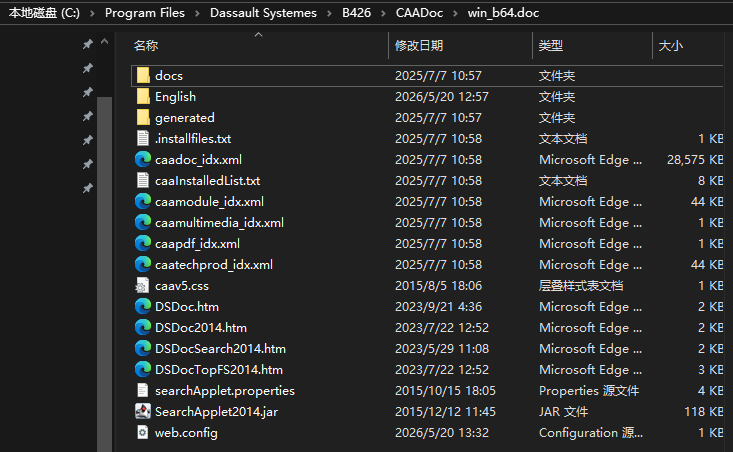 本地磁盘 (C:) › Program Files › Dassault Systemes › B426 › CAADoc › win_b64.doc
名称 修改日期 类型 大小
docs 2025/7/7 10:57 文件夹
English 2026/5/20 12:57 文件夹
generated 2025/7/7 10:57 文件夹
.installfiles.txt 2025/7/7 10:58 文本文档 1 KB
caadoc_idx.xml 2025/7/7 10:58 Microsoft Edge ... 28,575 KB
caaInstalledList.txt 2025/7/7 10:58 文本文档 8 KB
caamodule_idx.xml 2025/7/7 10:58 Microsoft Edge ... 44 KB
caamultimedia_idx.xml 2025/7/7 10:58 Microsoft Edge ... 1 KB
caapdf_idx.xml 2025/7/7 10:58 Microsoft Edge ... 1 KB
caatechprod_idx.xml 2025/7/7 10:58 Microsoft Edge ... 44 KB
caav5.css 2015/8/5 18:06 层叠样式表文档 1 KB
DSDoc.htm 2023/9/21 4:36 Microsoft Edge ... 2 KB
DSDoc2014.htm 2023/7/22 12:52 Microsoft Edge ... 2 KB
DSDocSearch2014.htm 2023/5/29 11:08 Microsoft Edge ... 2 KB
DSDocTopFS2014.htm 2023/7/22 12:52 Microsoft Edge ... 3 KB
searchApplet.properties 2015/10/15 18:05 Properties 源文件 4 KB
SearchApplet2014.jar 2015/12/12 11:45 JAR 文件 118 KB
web.config 2026/5/20 13:32 Configuration 源... 1 KB